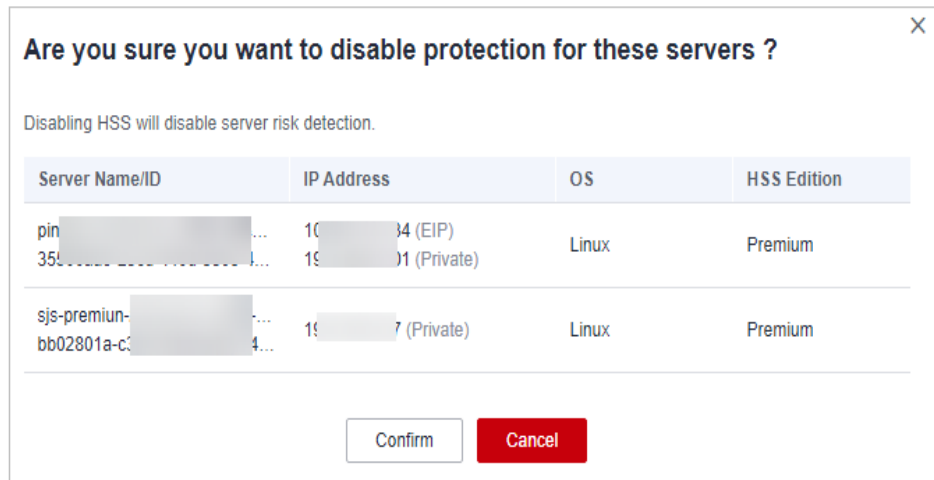 Are you sure you want to disable protection for these servers ?
Disabling HSS will disable server risk detection.
Server Name/ID IP Address OS HSS Edition
(EIP)
(Private)
Linux Premium
sjs-premiun-
(Private) Linux Premium
Confirm Cancel